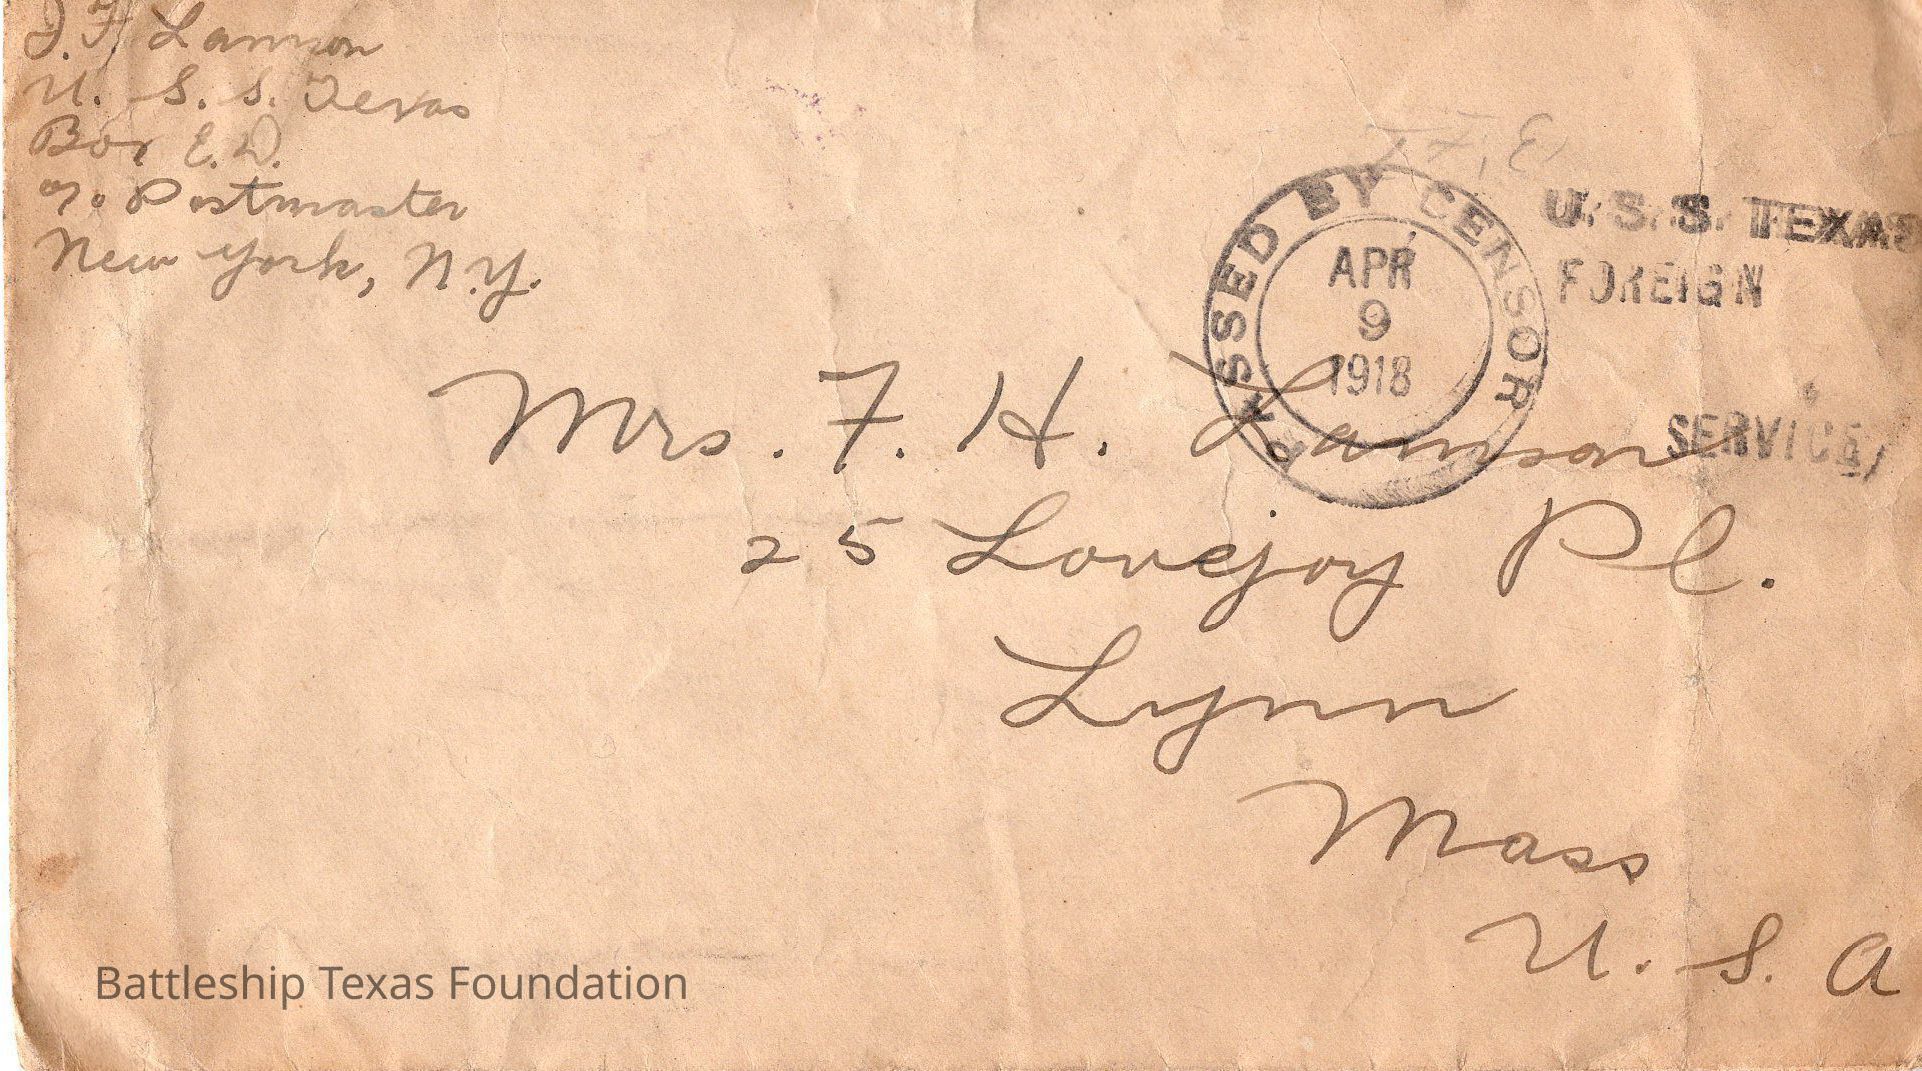 J. F. Lamson
U. S. S. Texas
Box E. D.
c/o Postmaster
New York, N.Y.
PASSED BY CENSOR
APR
9
1918
U. S. S. TEXAS
FOREIGN
SERVICE
Mrs. F. H. Lamson
25 Lovejoy Pl.
Lynn
Mass
U. S. A
Battleship Texas Foundation